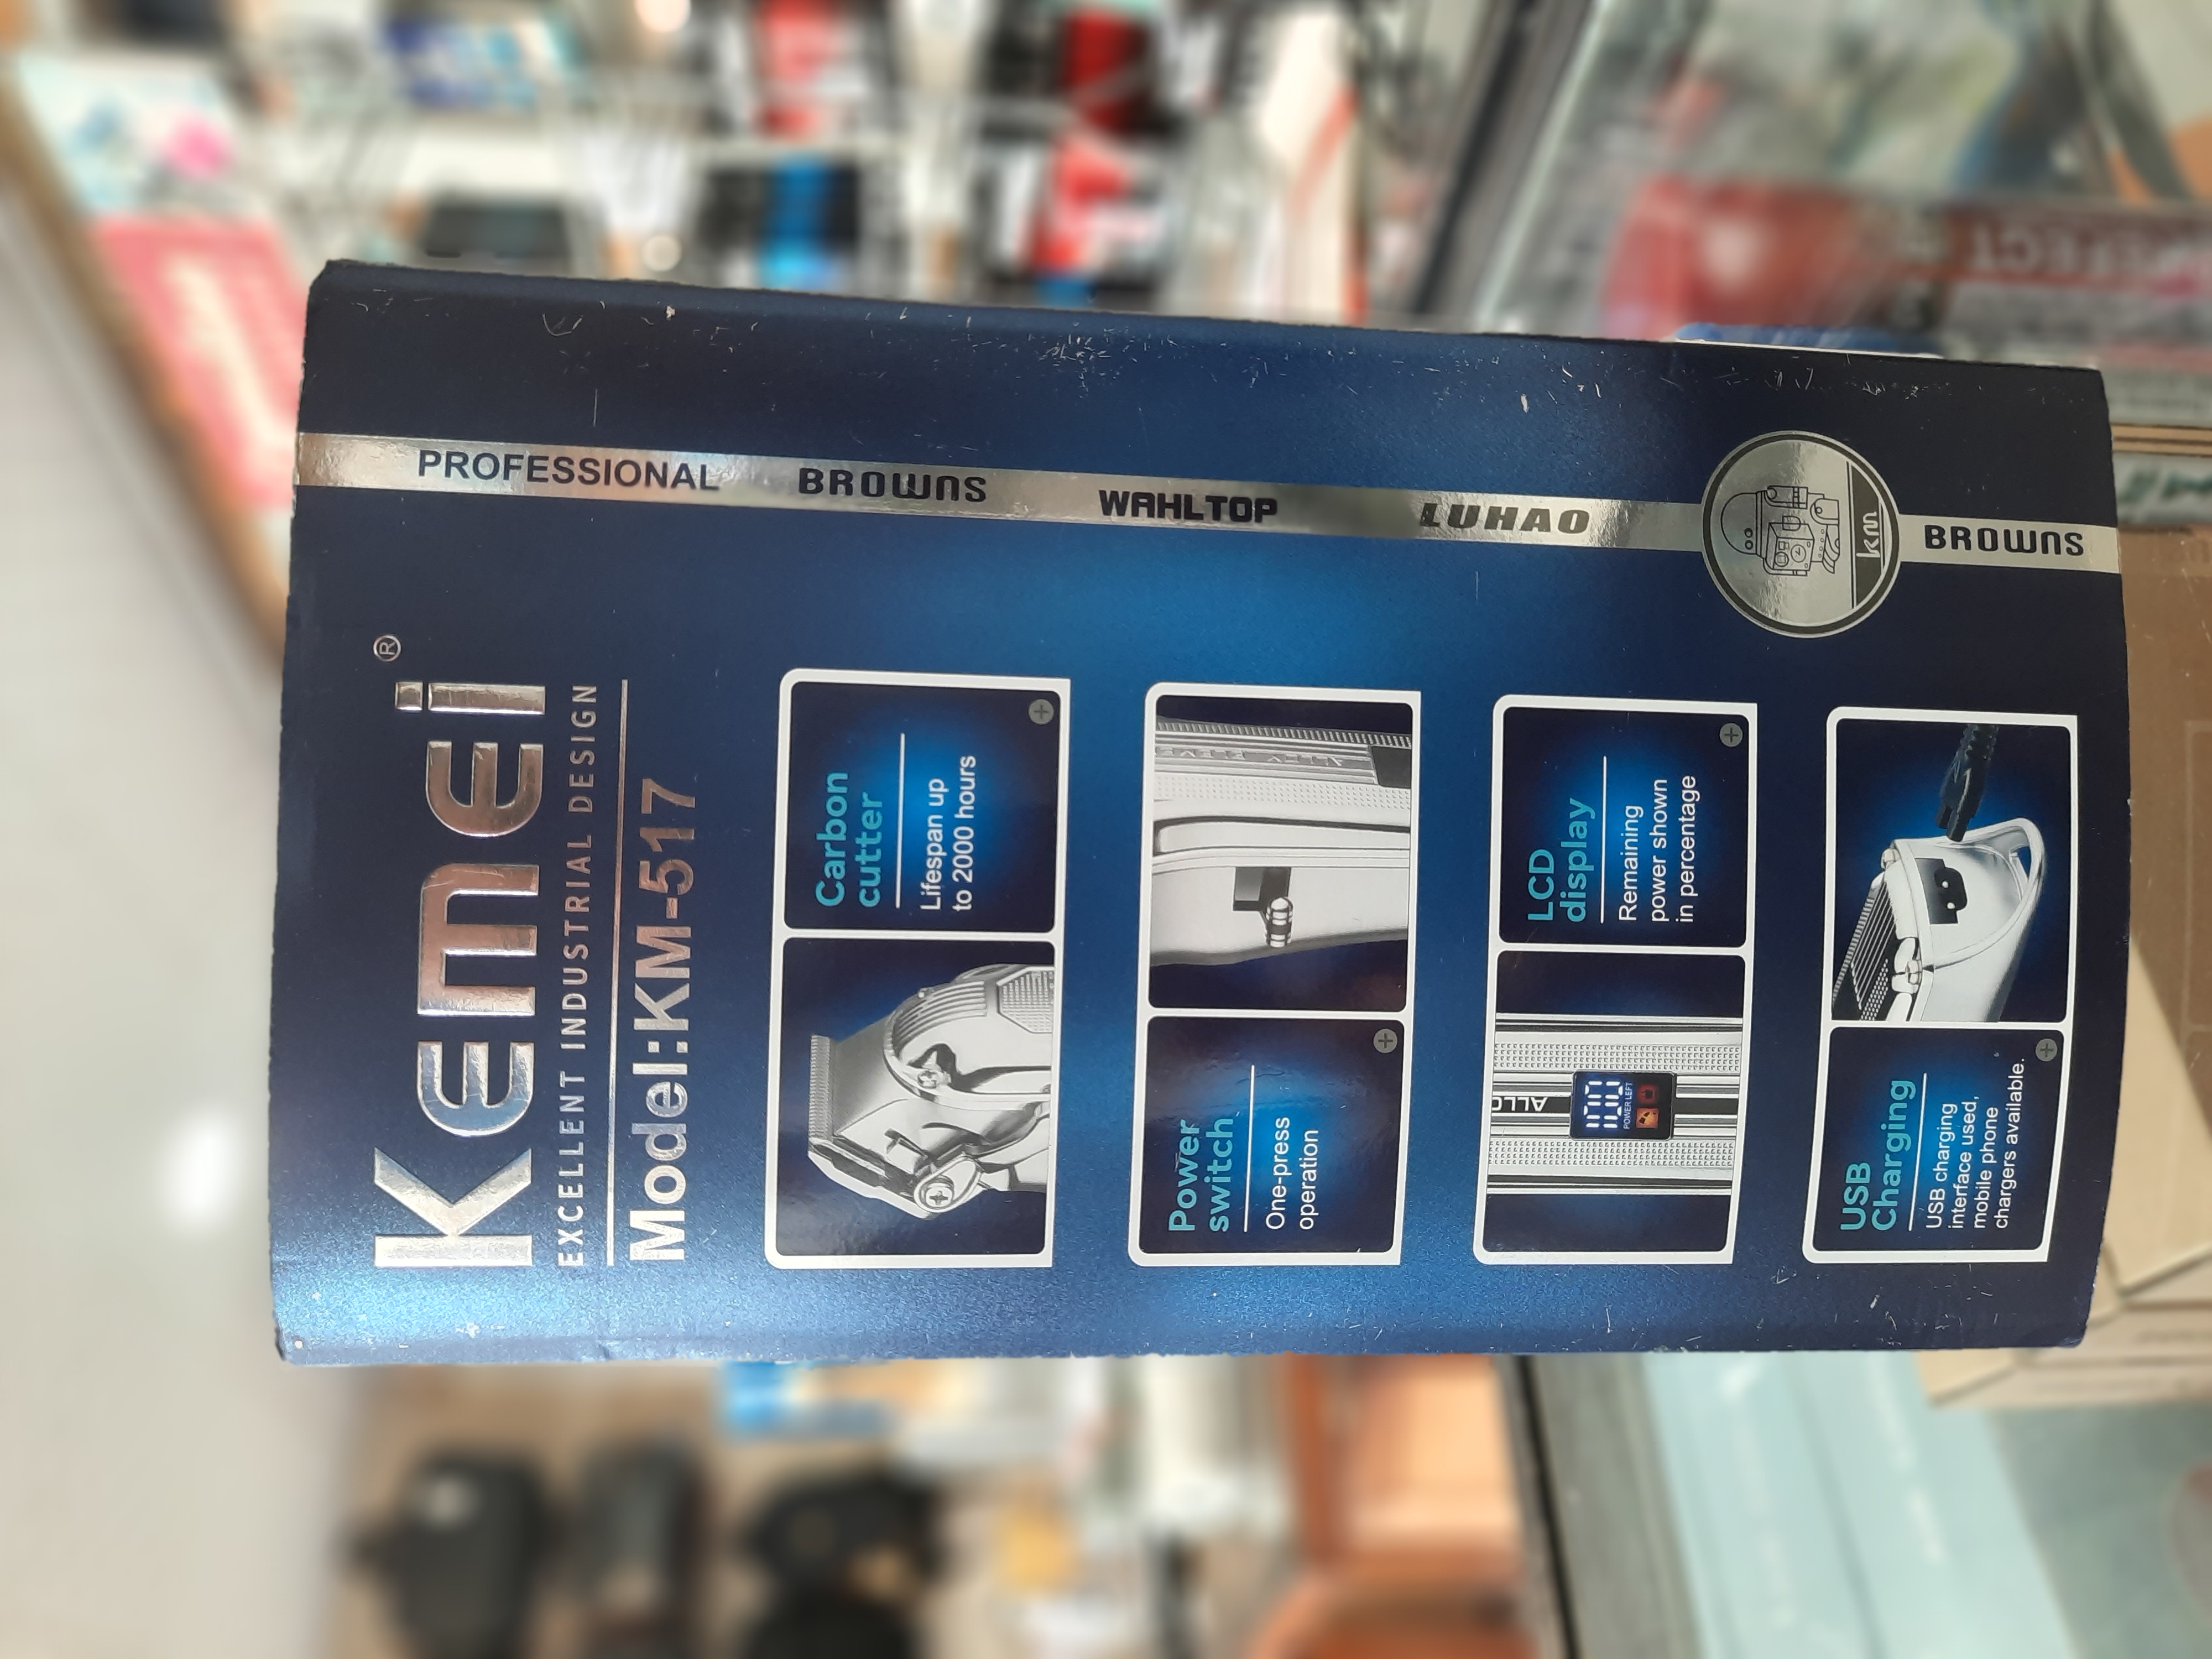 Kemei®
EXCELLENT INDUSTRIAL DESIGN
Model:KM-517
PROFESSIONAL
BROWNS
WAHLTOP
LUHAO
km
BROWNS
Carbon
cutter
Lifespan up
to 2000 hours
Power
switch
One-press
operation
ALLO
100
POWER LEFT
LCD
display
Remaining
power shown
in percentage
USB
Charging
USB charging
interface used,
mobile phone
chargers available.